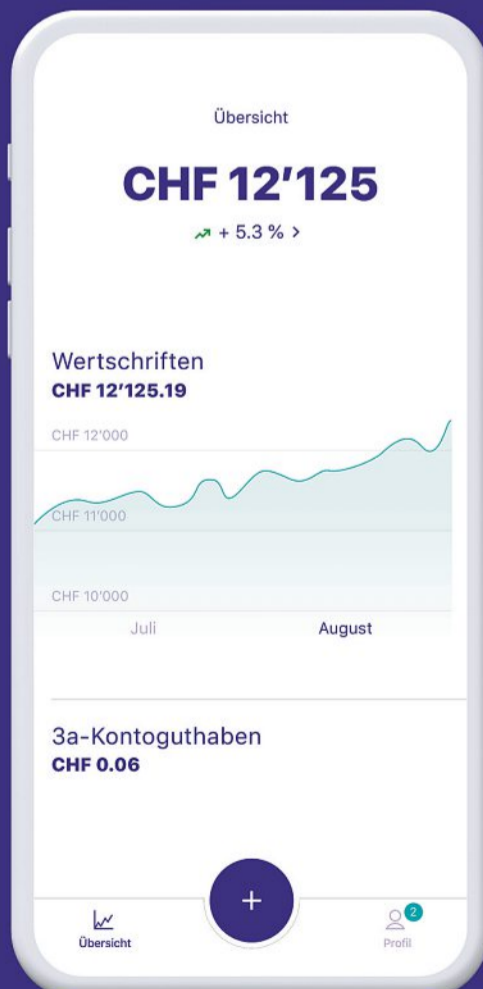 Übersicht
CHF 12’125
+ 5.3 % >
Wertschriften
CHF 12’125.19
CHF 12’000
CHF 11’000
CHF 10’000
Juli August
3a-Kontoguthaben
CHF 0.06
+
2
Übersicht Profil